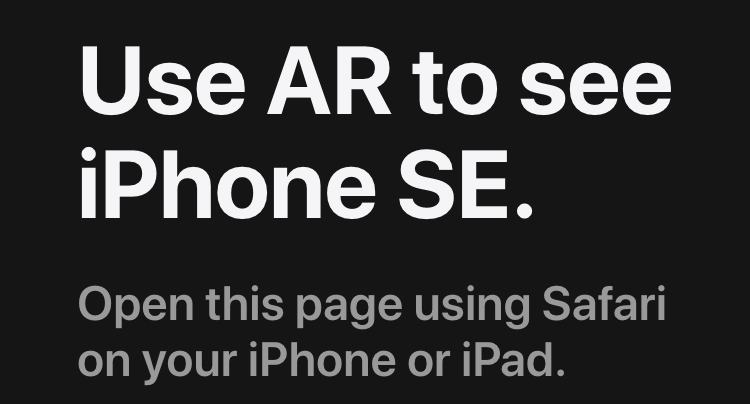 Use AR to see
iPhone SE.
Open this page using Safari
on your iPhone or iPad.